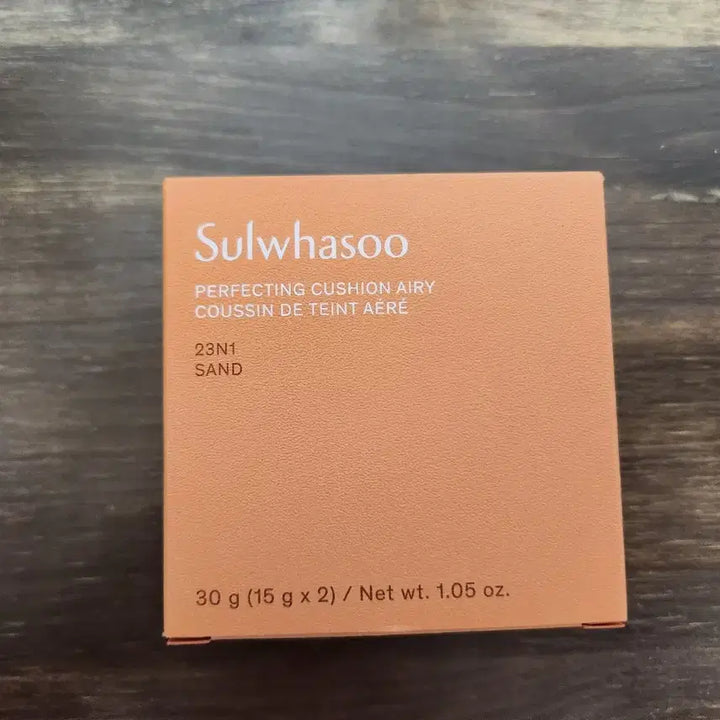 Sulwhasoo
PERFECTING CUSHION AIRY
COUSSIN DE TEINT AÉRÉ
23N1
SAND
30 g (15 g x 2) / Net wt. 1.05 oz.